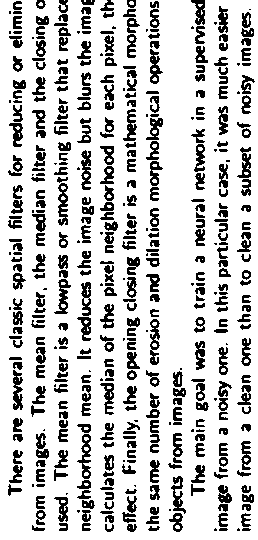 There are several classic spatial filters for reducing or elimin
from images. The mean filter, the median filter and the closing o
used. The mean filter is a lowpass or smoothing filter that replace
neighborhood mean. It reduces the image noise but blurs the imag
calculates the median of the pixel neighborhood for each pixel, the
effect. Finally, the opening closing filter is a mathematical morpho
the same number of erosion and dilation morphological operations
objects from images.
The main goal was to train a neural network in a supervised
image from a noisy one. In this particular case, it was much easier
image from a clean one than to clean a subset of noisy images.